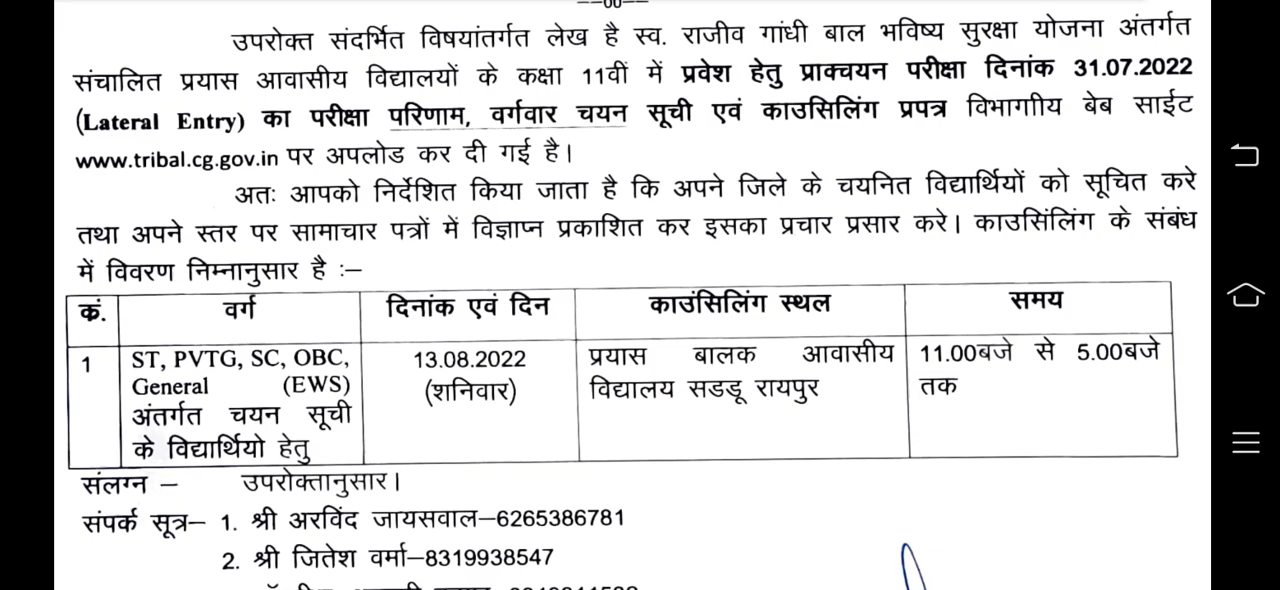 --00--
उपरोक्त संदर्भित विषयांतर्गत लेख है स्व. राजीव गांधी बाल भविष्य सुरक्षा योजना अंतर्गत
संचालित प्रयास आवासीय विद्यालयों के कक्षा 11वीं में प्रवेश हेतु प्राक्चयन परीक्षा दिनांक 31.07.2022
(Lateral Entry) का परीक्षा परिणाम, वर्गवार चयन सूची एवं काउसिलिंग प्रपत्र विभागाीय बेब साईट
www.tribal.cg.gov.in पर अपलोड कर दी गई है।
अतः आपको निर्देशित किया जाता है कि अपने जिले के चयनित विद्यार्थियों को सूचित करे
तथा अपने स्तर पर सामाचार पत्रों में विज्ञाप्न प्रकाशित कर इसका प्रचार प्रसार करे। काउसिंलिंग के संबंध
में विवरण निम्नानुसार है :–
कं. वर्ग दिनांक एवं दिन काउंसिलिंग स्थल समय
1 ST, PVTG, SC, OBC, 13.08.2022 प्रयास बालक आवासीय 11.00बजे से 5.00बजे
General (EWS) (शनिवार) विद्यालय सडडू रायपुर तक
अंतर्गत चयन सूची
के विद्यार्थियो हेतु
संलग्न – उपरोक्तानुसार।
संपर्क सूत्र– 1. श्री अरविंद जायसवाल–6265386781
2. श्री जितेश वर्मा–8319938547